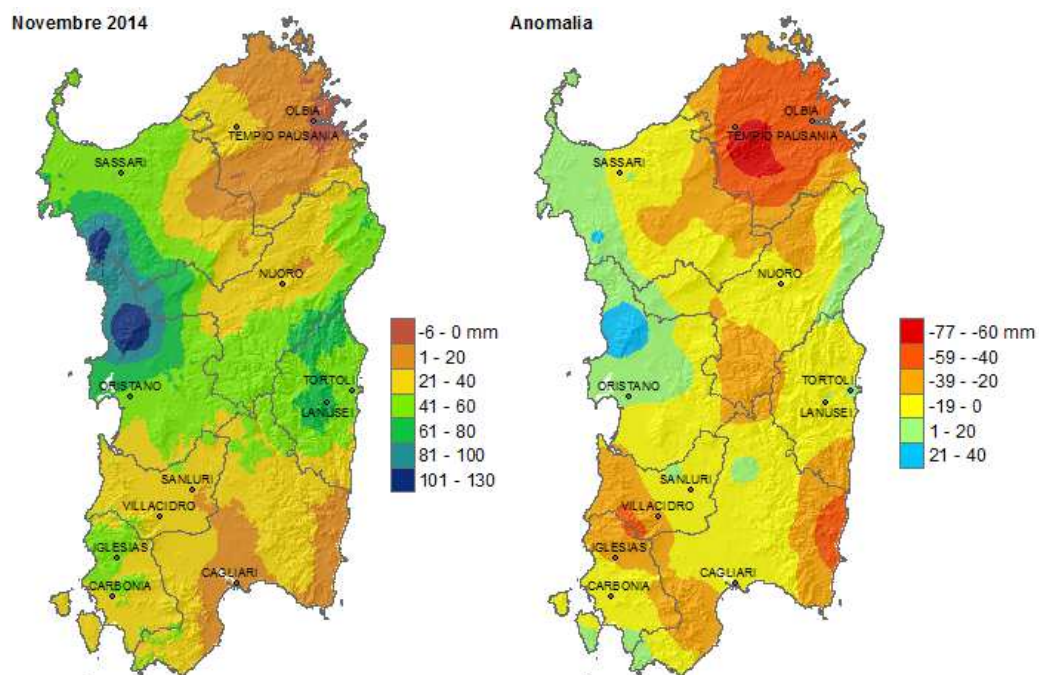 Novembre 2014
OLBIA
TEMPIO PAUSANIA
SASSARI
NUORO
ORISTANO
TORTOLI
LANUSEI
SANLURI
VILLACIDRO
IGLESIAS
CARBONIA
CAGLIARI
-6 - 0 mm
1 - 20
21 - 40
41 - 60
61 - 80
81 - 100
101 - 130
Anomalia
OLBIA
TEMPIO PAUSANIA
SASSARI
NUORO
ORISTANO
TORTOLI
LANUSEI
SANLURI
VILLACIDRO
IGLESIAS
CARBONIA
CAGLIARI
-77 - -60 mm
-59 - -40
-39 - -20
-19 - 0
1 - 20
21 - 40